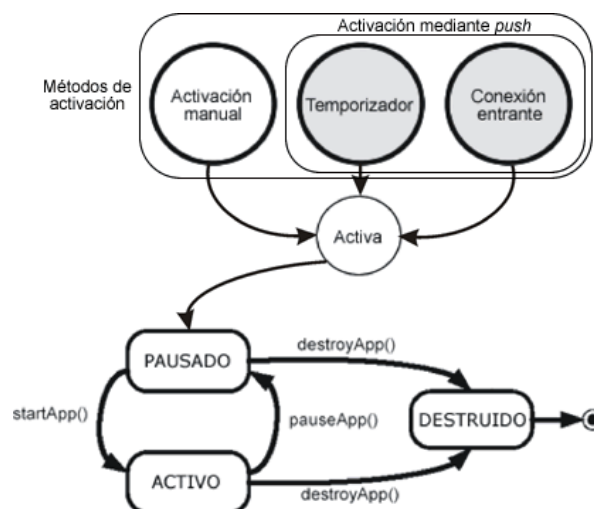 Activación mediante push
Métodos de
activación
Activación
manual
Temporizador
Conexión
entrante
Activa
PAUSADO
destroyApp()
startApp()
pauseApp()
DESTRUIDO
ACTIVO
destroyApp()